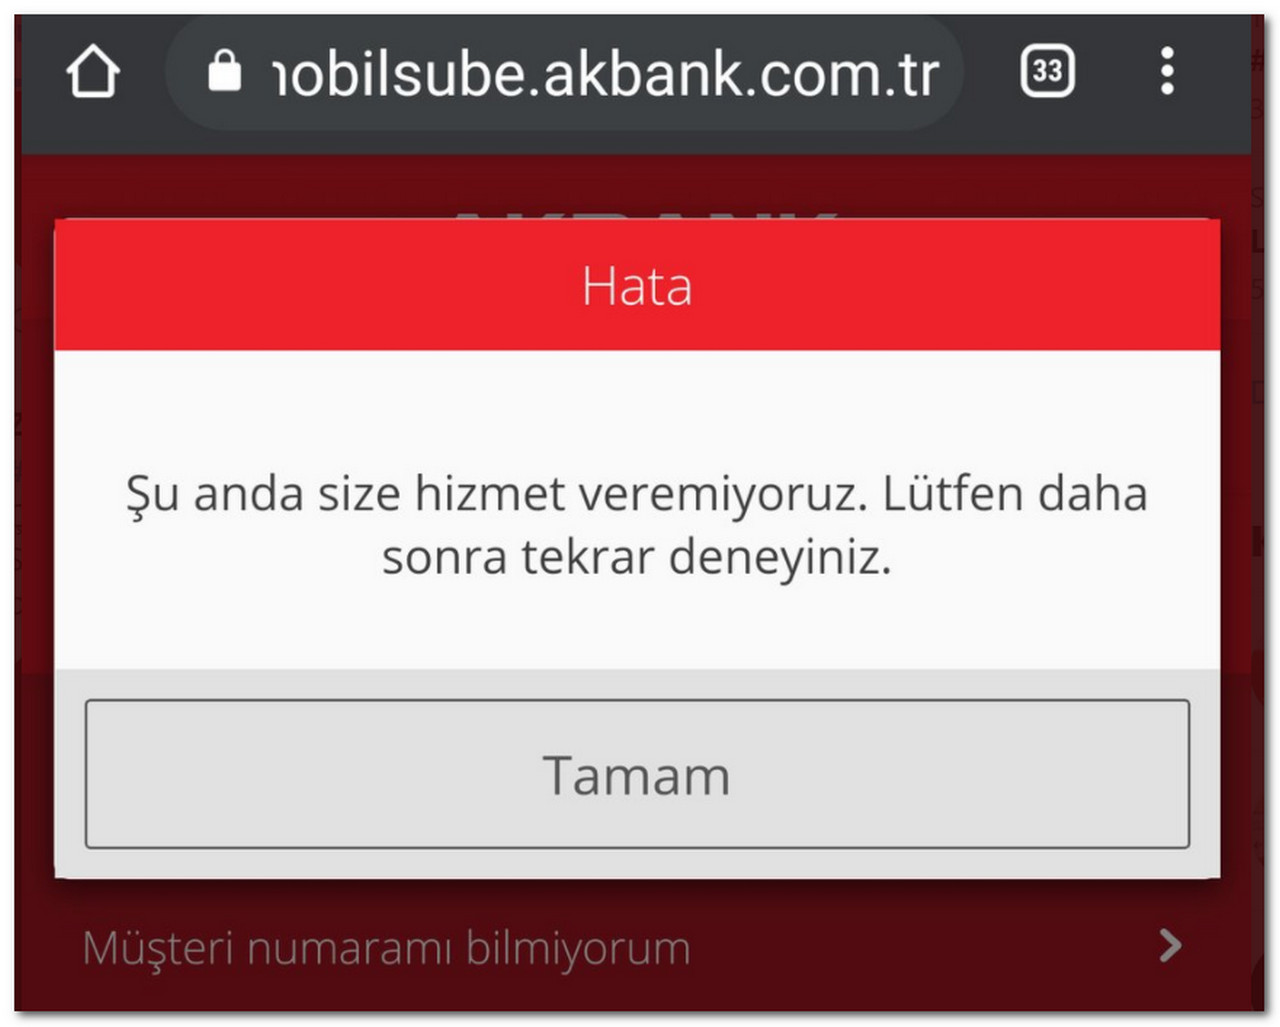 nobilsube.akbank.com.tr
33
Hata
Şu anda size hizmet veremiyoruz. Lütfen daha
sonra tekrar deneyiniz.
Tamam
Müşteri numaramı bilmiyorum